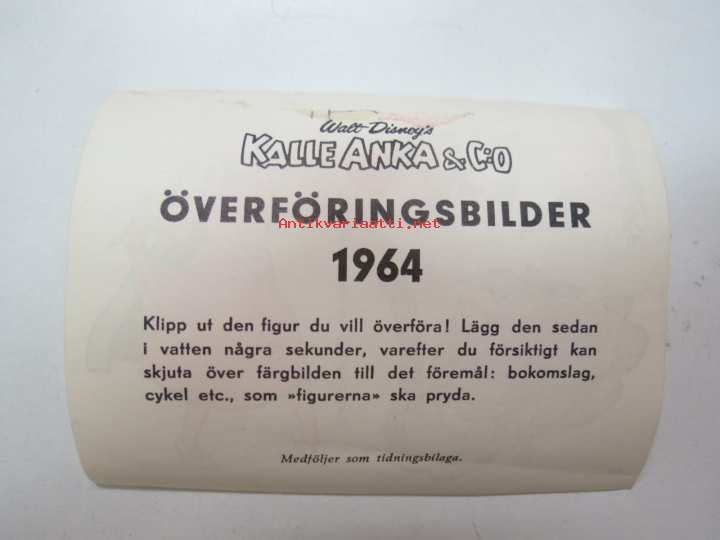 Walt Disney's
KALLE ANKA & C:O
ÖVERFÖRINGSBILDER
Antikvariaatti.net
1964
Klipp ut den figur du vill överföra! Lägg den sedan
i vatten några sekunder, varefter du försiktigt kan
skjuta över färgbilden till det föremål: bokomslag,
cykel etc., som »figurerna» ska pryda.
Medföljer som tidningsbilaga.